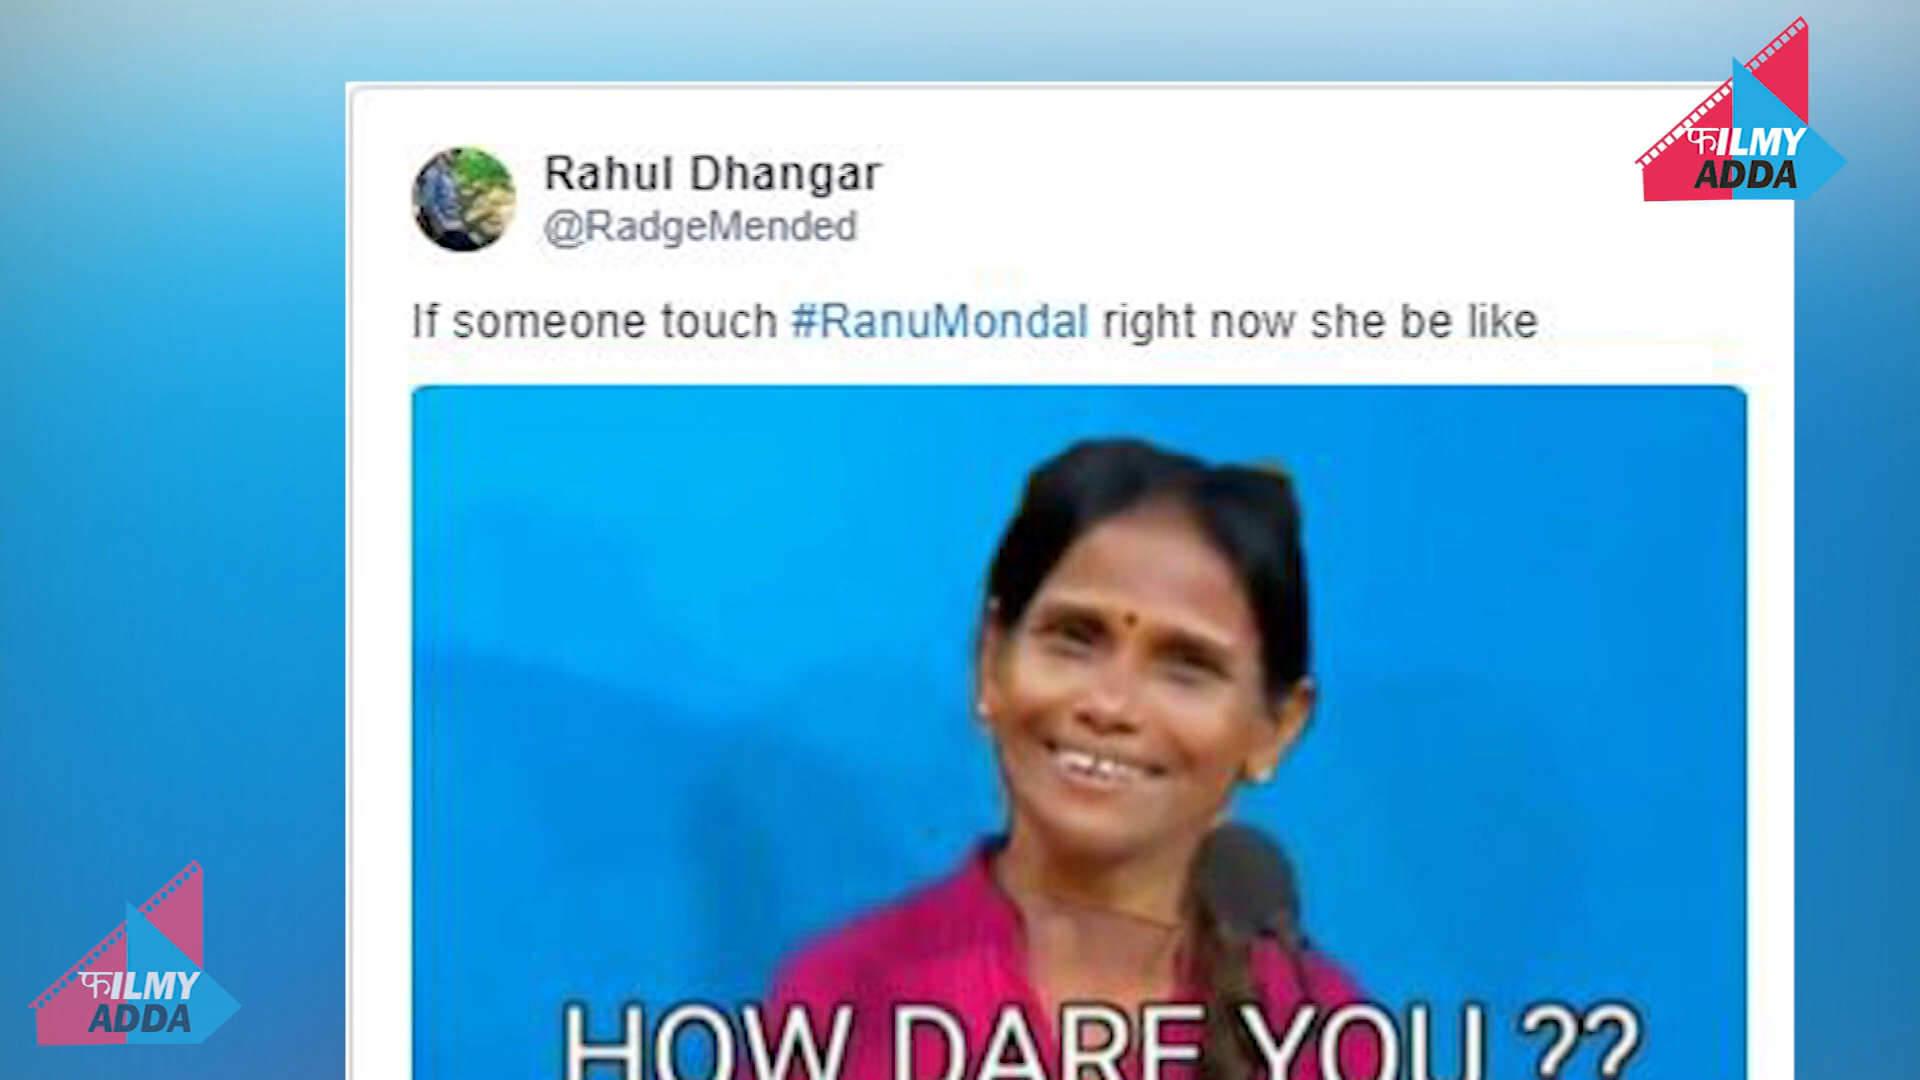 फILMY
ADDA
Rahul Dhangar
@RadgeMended
If someone touch #RanuMondal right now she be like
HOW DARE YOU ??
फILMY
ADDA